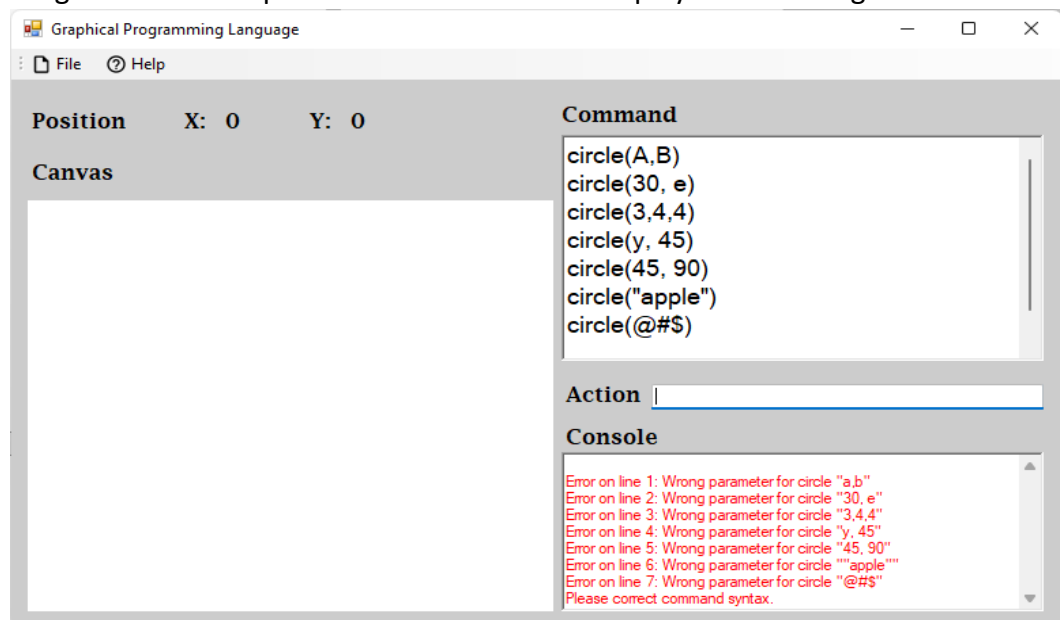 Graphical Programming Language
File Help
Position X: 0 Y: 0
Canvas
Command
circle(A,B)
circle(30, e)
circle(3,4,4)
circle(y, 45)
circle(45, 90)
circle("apple")
circle(@#$)
Action
Console
Error on line 1: Wrong parameter for circle "a,b"
Error on line 2: Wrong parameter for circle "30, e"
Error on line 3: Wrong parameter for circle "3,4,4"
Error on line 4: Wrong parameter for circle "y, 45"
Error on line 5: Wrong parameter for circle "45, 90"
Error on line 6: Wrong parameter for circle ""apple""
Error on line 7: Wrong parameter for circle "@#$"
Please correct command syntax.